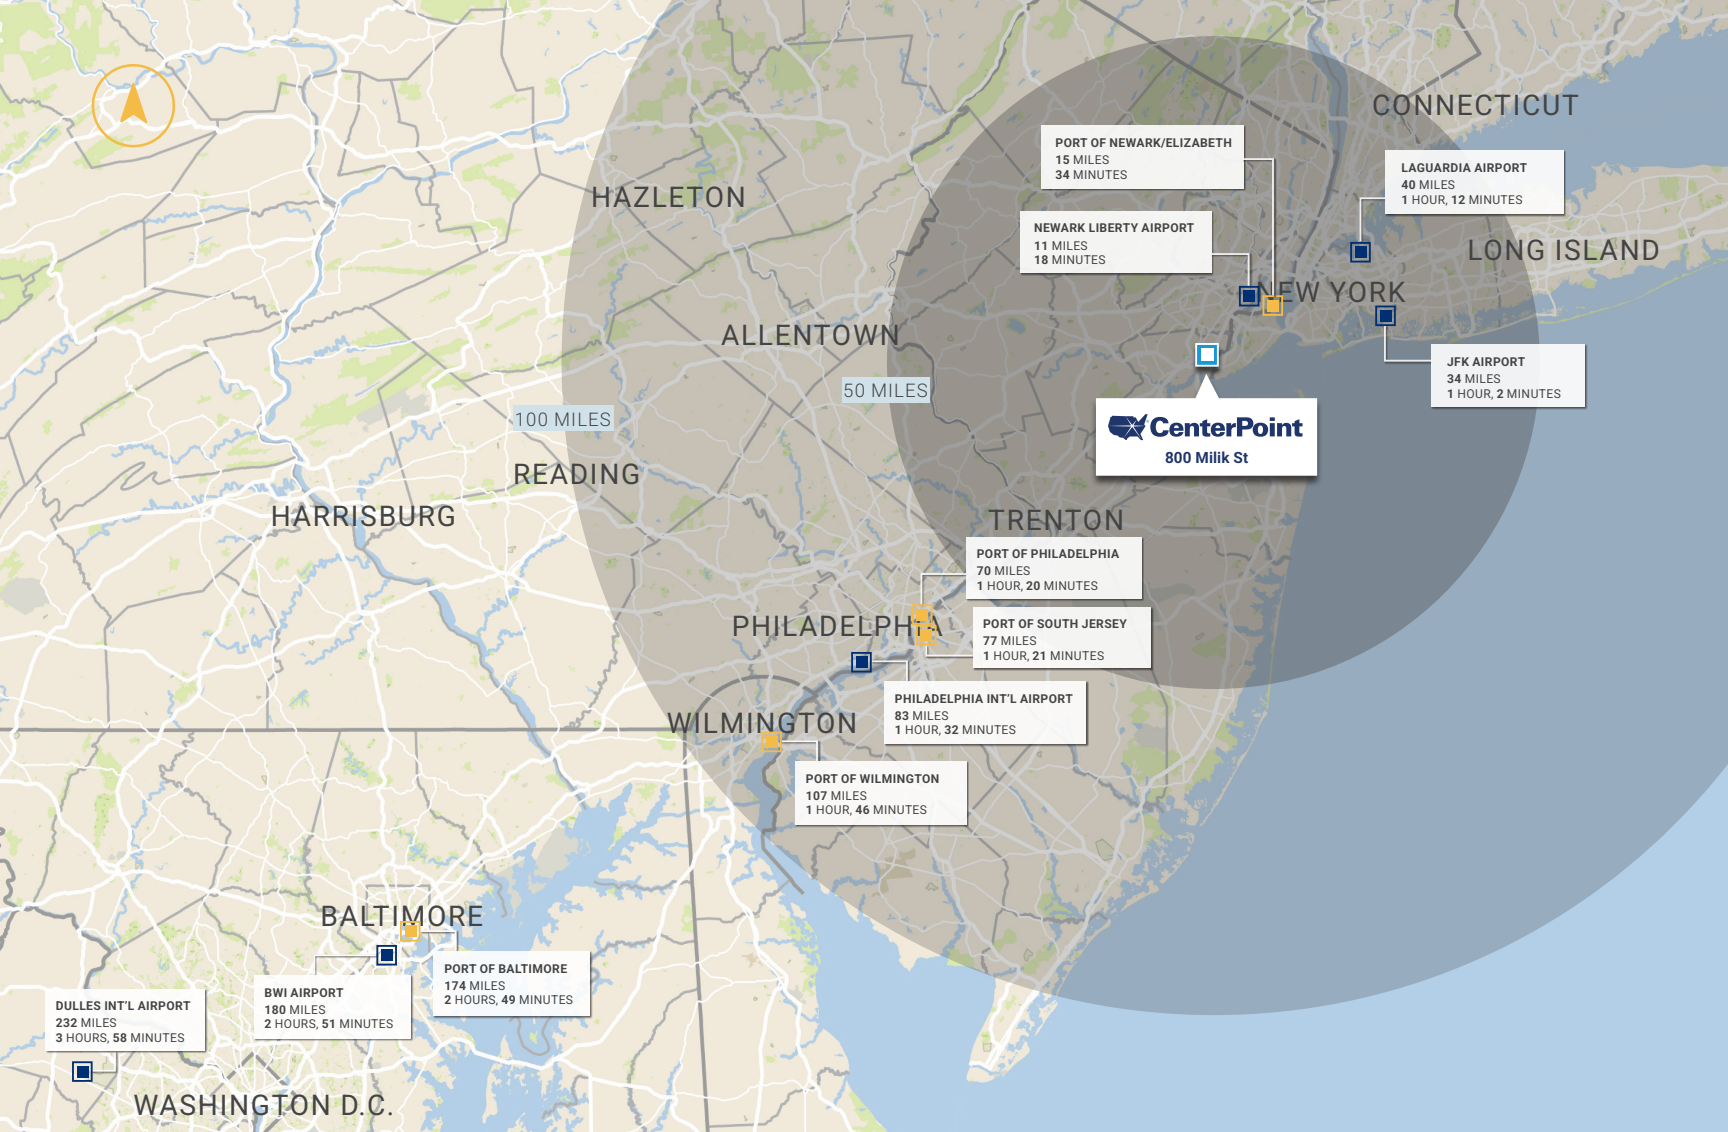 CONNECTICUT
PORT OF NEWARK/ELIZABETH
15 MILES
34 MINUTES
LAGUARDIA AIRPORT
40 MILES
1 HOUR, 12 MINUTES
HAZLETON
NEWARK LIBERTY AIRPORT
11 MILES
18 MINUTES
LONG ISLAND
NEW YORK
ALLENTOWN
JFK AIRPORT
34 MILES
1 HOUR, 2 MINUTES
50 MILES
100 MILES
CenterPoint
800 Milik St
READING
HARRISBURG
TRENTON
PORT OF PHILADELPHIA
70 MILES
1 HOUR, 20 MINUTES
PHILADELPHIA
PORT OF SOUTH JERSEY
77 MILES
1 HOUR, 21 MINUTES
PHILADELPHIA INT'L AIRPORT
83 MILES
1 HOUR, 32 MINUTES
WILMINGTON
PORT OF WILMINGTON
107 MILES
1 HOUR, 46 MINUTES
BALTIMORE
PORT OF BALTIMORE
174 MILES
2 HOURS, 49 MINUTES
BWI AIRPORT
180 MILES
2 HOURS, 51 MINUTES
DULLES INT'L AIRPORT
232 MILES
3 HOURS, 58 MINUTES
WASHINGTON D.C.